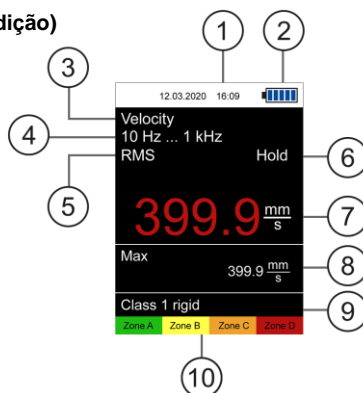 dição)
1
2
12.03.2020 16:09
3
Velocity
4
10 Hz ... 1 kHz
5
RMS Hold
6
399.9 mm/s
7
Max
399.9 mm/s
8
Class 1 rigid
9
Zone A Zone B Zone C Zone D
10